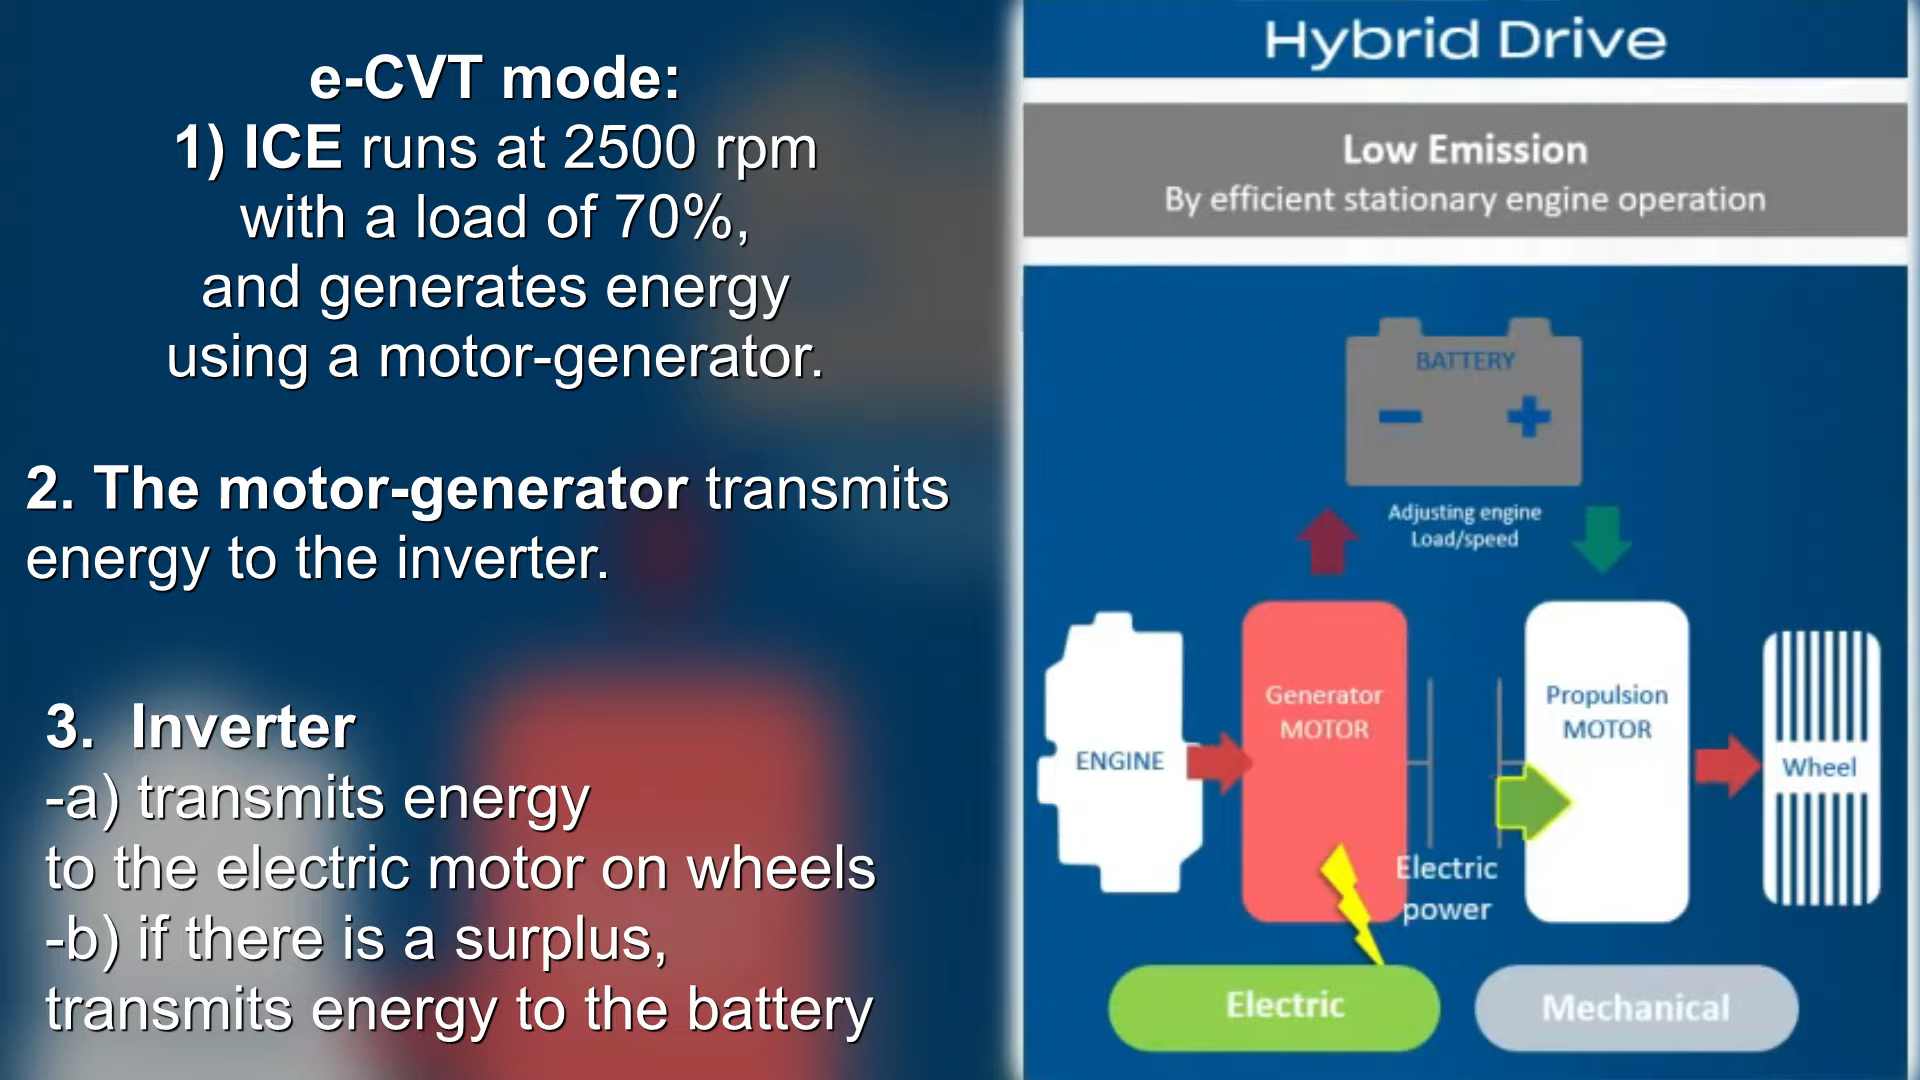 e-CVT mode:
1) ICE runs at 2500 rpm
with a load of 70%,
and generates energy
using a motor-generator.
2. The motor-generator transmits
energy to the inverter.
3. Inverter
-a) transmits energy
to the electric motor on wheels
-b) if there is a surplus,
transmits energy to the battery
Hybrid Drive
Low Emission
By efficient stationary engine operation
BATTERY
Adjusting engine
Load/speed
ENGINE
Generator
MOTOR
Electric
power
Propulsion
MOTOR
Wheel
Electric
Mechanical